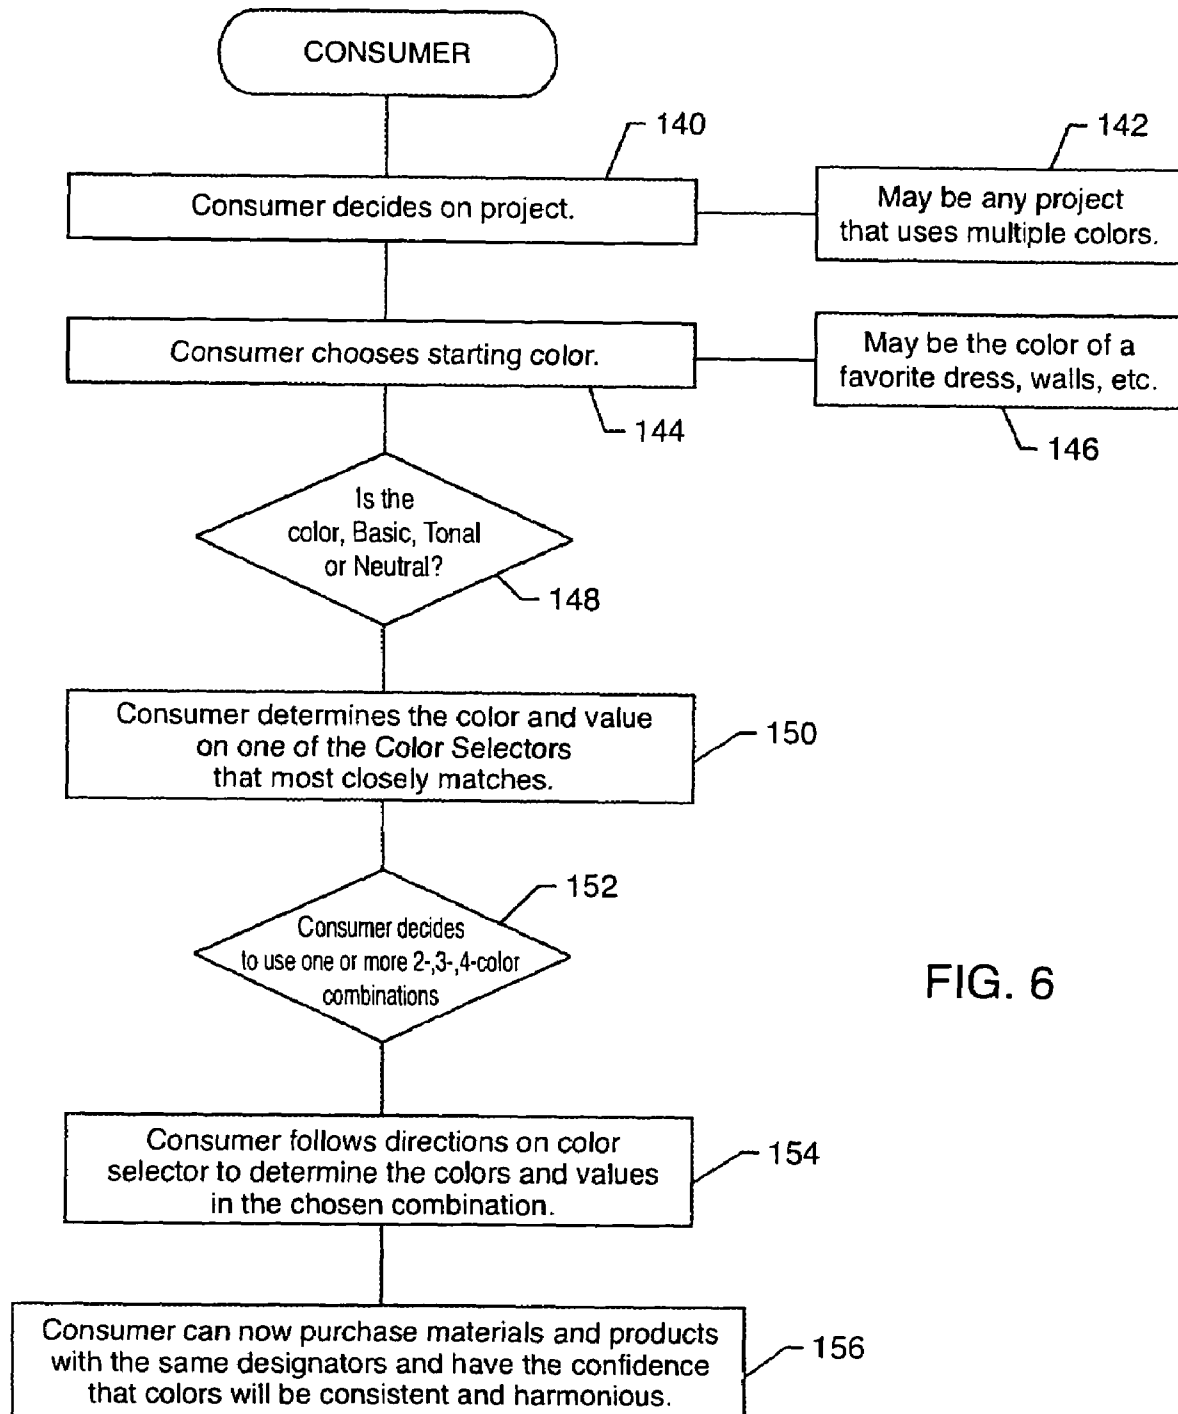 CONSUMER
140
Consumer decides on project.
142
May be any project
that uses multiple colors.
Consumer chooses starting color.
144
May be the color of a
favorite dress, walls, etc.
146
Is the
color, Basic, Tonal
or Neutral?
148
Consumer determines the color and value
on one of the Color Selectors
that most closely matches.
150
152
Consumer decides
to use one or more 2-,3-,4-color
combinations
FIG. 6
Consumer follows directions on color
selector to determine the colors and values
in the chosen combination.
154
Consumer can now purchase materials and products
with the same designators and have the confidence
that colors will be consistent and harmonious.
156